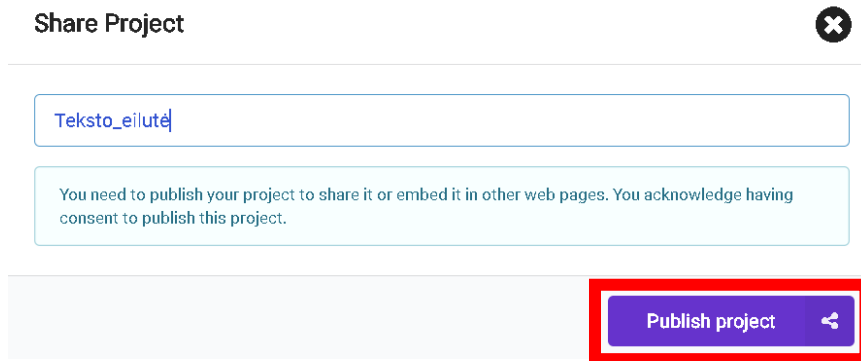 Share Project
Teksto_eilutė
You need to publish your project to share it or embed it in other web pages. You acknowledge having
consent to publish this project.
Publish project